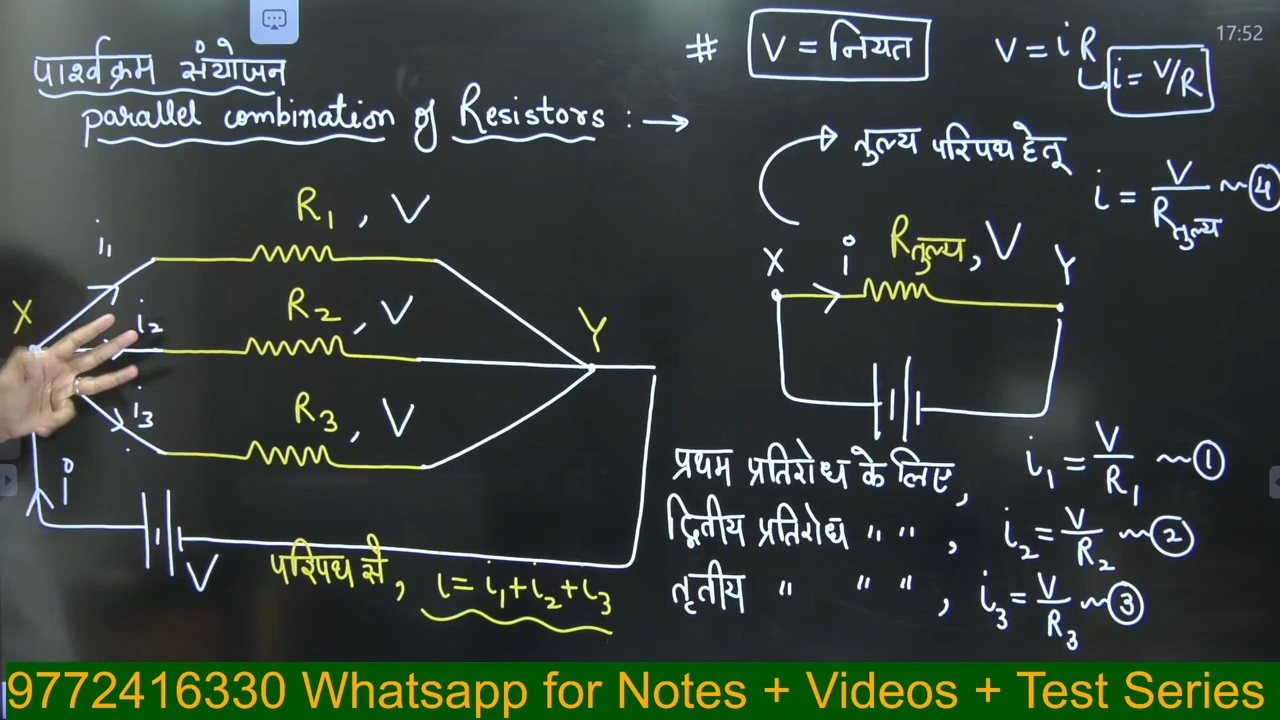 पार्श्वक्रम संयोजन
parallel combination of Resistors : →
# V = नियत
V = i R
i = V/R
17:52
तुल्य परिपथ हेतू
i = V/Rतुल्य ~④
R₁ , V
i₁
R₂ , V
i₂
R₃ , V
i₃
X
Y
i
V
परिपथ से, i = i₁+i₂+i₃
X i Rतुल्य, V Y
प्रथम प्रतिरोध के लिए, i₁ = V/R₁ ~①
द्वितीय प्रतिरोध " " , i₂ = V/R₂ ~②
तृतीय " " " , i₃ = V/R₃ ~③
9772416330 Whatsapp for Notes + Videos + Test Series